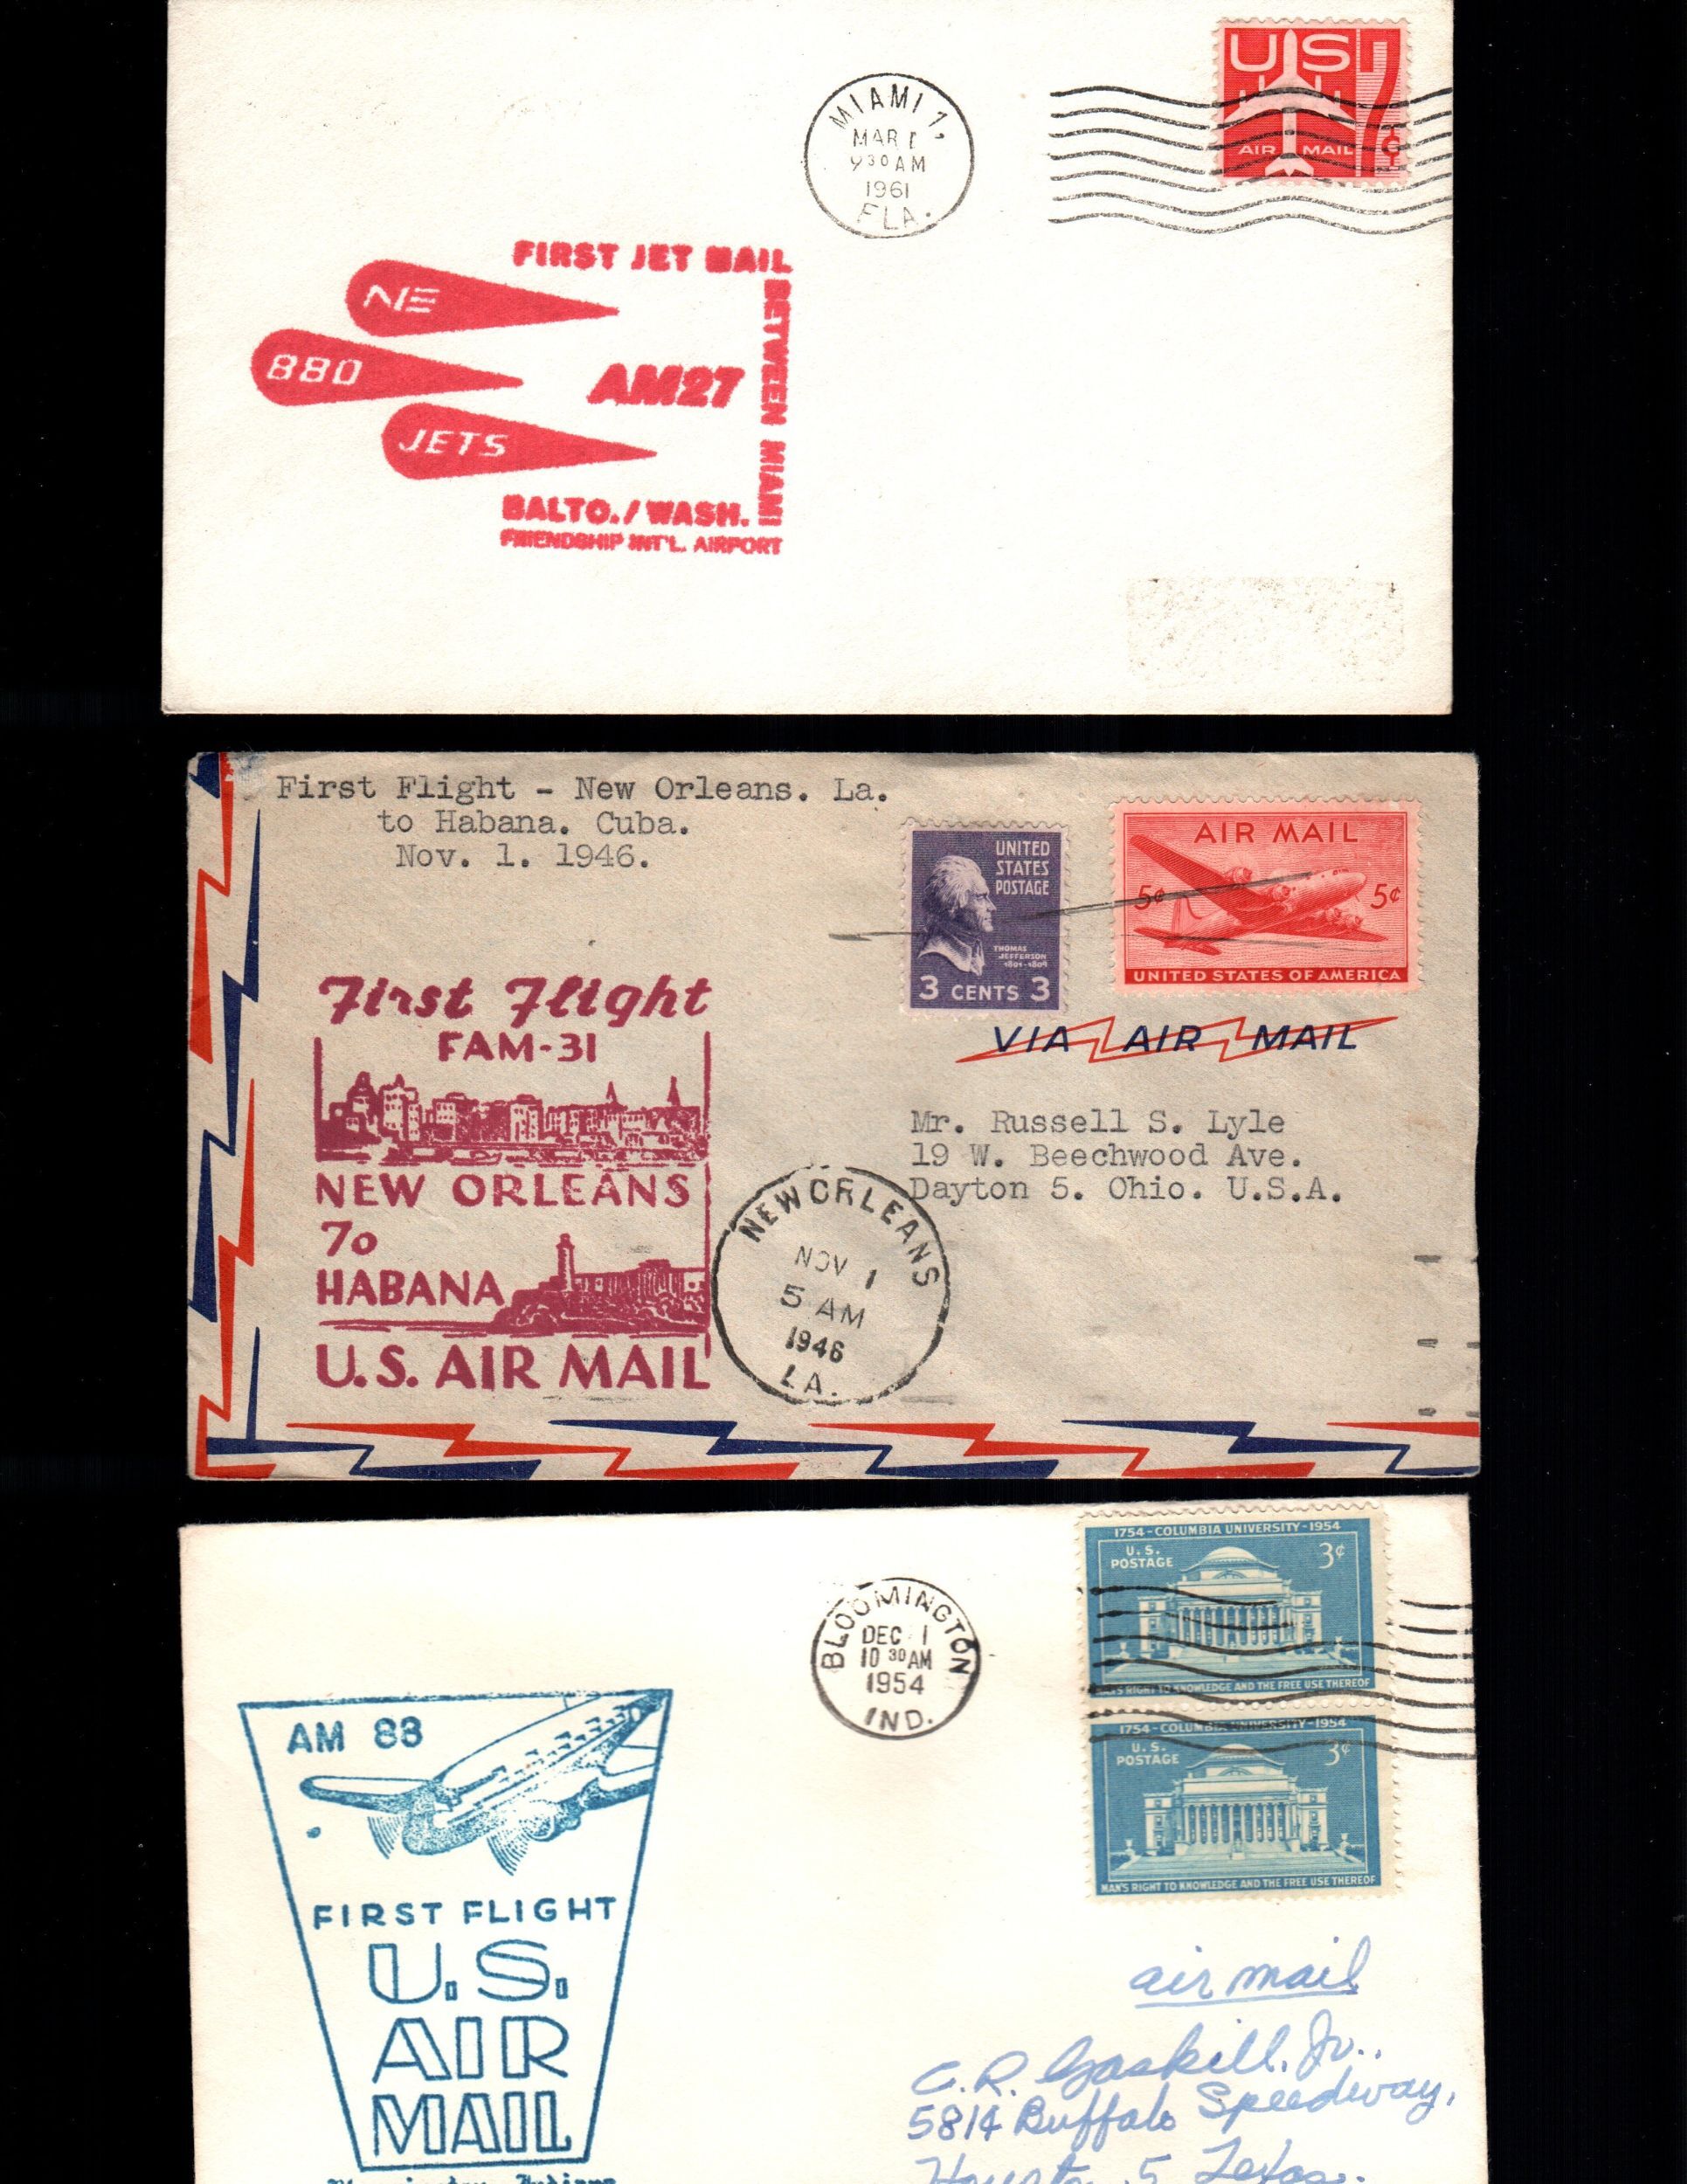 US 7¢
AIR MAIL
MIAMI 1,
MAR 1
9 30 AM
1961
FLA.
FIRST JET MAIL
BETWEEN MIAMI
NE
880
JETS
AM27
BALTO./WASH.
FRIENDSHIP INT'L. AIRPORT
First Flight - New Orleans. La.
to Habana. Cuba.
Nov. 1. 1946.
UNITED
STATES
POSTAGE
THOMAS
JEFFERSON
1801-1809
3 CENTS 3
AIR MAIL
5¢ 5¢
UNITED STATES OF AMERICA
VIA AIR MAIL
First Flight
FAM-31
NEW ORLEANS
To
HABANA
U.S. AIR MAIL
Mr. Russell S. Lyle
19 W. Beechwood Ave.
Dayton 5. Ohio. U.S.A.
NEW ORLEANS
NOV 1
5 AM
1946
LA.
1754-COLUMBIA UNIVERSITY-1954
U.S.
POSTAGE
3¢
MAN'S RIGHT TO KNOWLEDGE AND THE FREE USE THEREOF
1754-COLUMBIA UNIVERSITY-1954
U.S.
POSTAGE
3¢
MAN'S RIGHT TO KNOWLEDGE AND THE FREE USE THEREOF
BLOOMINGTON
DEC 1
10 30 AM
1954
IND.
AM 88
FIRST FLIGHT
U.S.
AIR
MAIL
air mail
C.R. Gaskill, Jr.,
5814 Buffalo Speedway,
Houston 5, Texas.